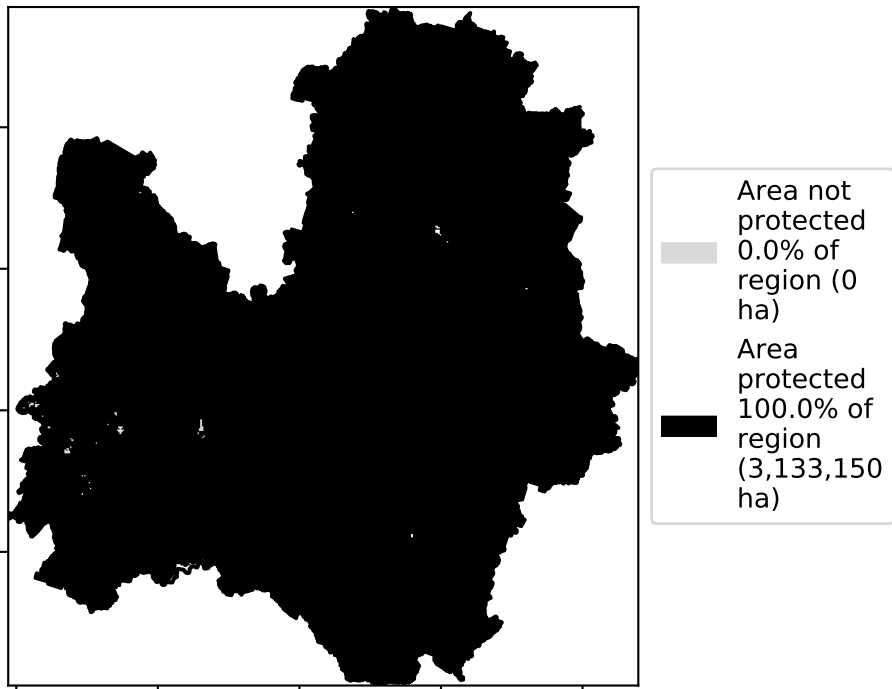 Area not
protected
0.0% of
region (0
ha)
Area
protected
100.0% of
region
(3,133,150
ha)